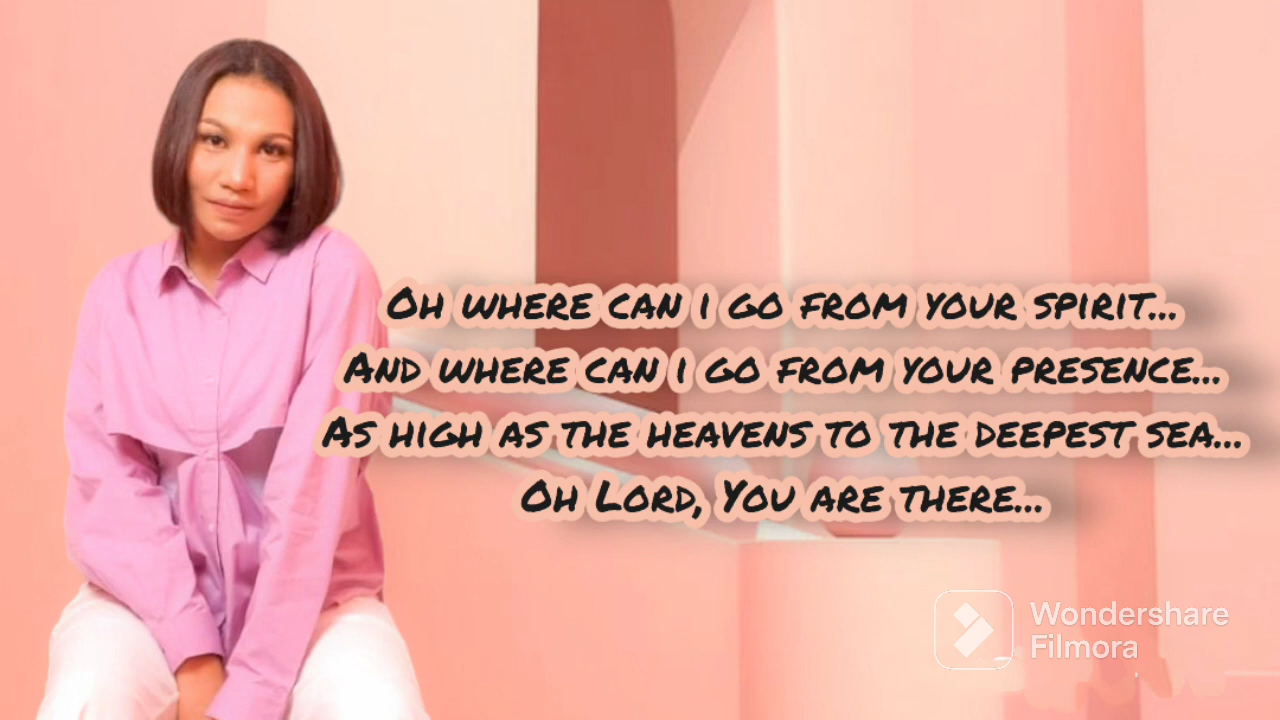 Oh where can i go from your spirit...
And where can i go from your presence...
As high as the heavens to the deepest sea...
Oh Lord, You are there...
Wondershare
Filmora